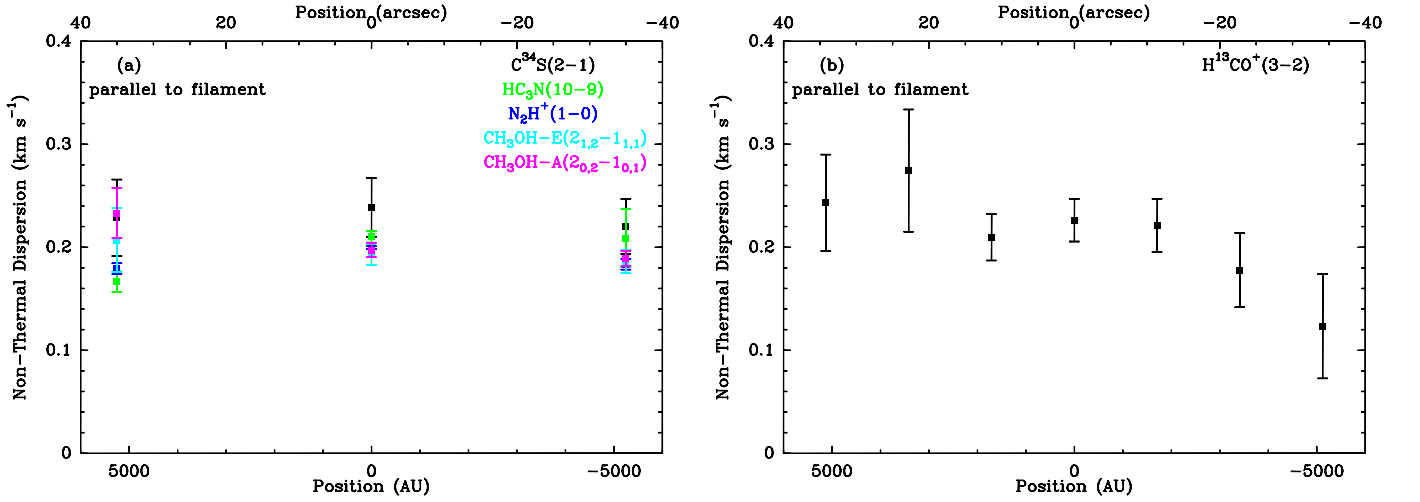 Position (arcsec)
40 20 0 −20 −40
0.4
0.3
0.2
0.1
0
Non−Thermal Dispersion (km s⁻¹)
(a)
parallel to filament
C³⁴S(2−1)
HC₃N(10−9)
N₂H⁺(1−0)
CH₃OH−E(2₁,₂−1₁,₁)
CH₃OH−A(2₀,₂−1₀,₁)
5000 0 −5000
Position (AU)
Position (arcsec)
40 20 0 −20 −40
0.4
0.3
0.2
0.1
0
Non−Thermal Dispersion (km s⁻¹)
(b)
parallel to filament
H¹³CO⁺(3−2)
5000 0 −5000
Position (AU)